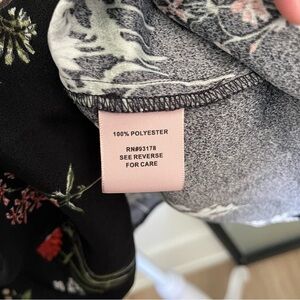 100% POLYESTER
RN#93178
SEE REVERSE
FOR CARE